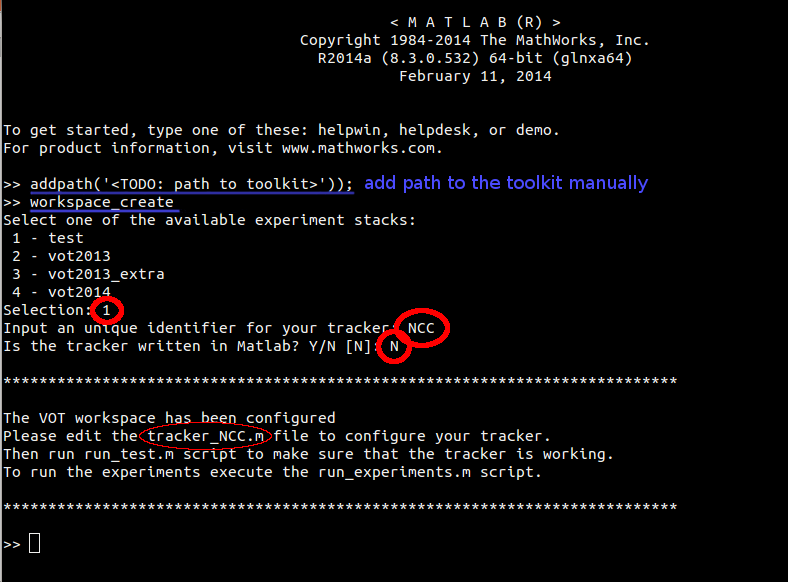 < M A T L A B (R) >
Copyright 1984-2014 The MathWorks, Inc.
R2014a (8.3.0.532) 64-bit (glnxa64)
February 11, 2014
To get started, type one of these: helpwin, helpdesk, or demo.
For product information, visit www.mathworks.com.
>> addpath('<TODO: path to toolkit>')); add path to the toolkit manually
>> workspace_create
Select one of the available experiment stacks:
1 - test
2 - vot2013
3 - vot2013_extra
4 - vot2014
Selection: 1
Input an unique identifier for your tracker: NCC
Is the tracker written in Matlab? Y/N [N]: N
***************************************************************************
The VOT workspace has been configured
Please edit the tracker_NCC.m file to configure your tracker.
Then run run_test.m script to make sure that the tracker is working.
To run the experiments execute the run_experiments.m script.
***************************************************************************
>>